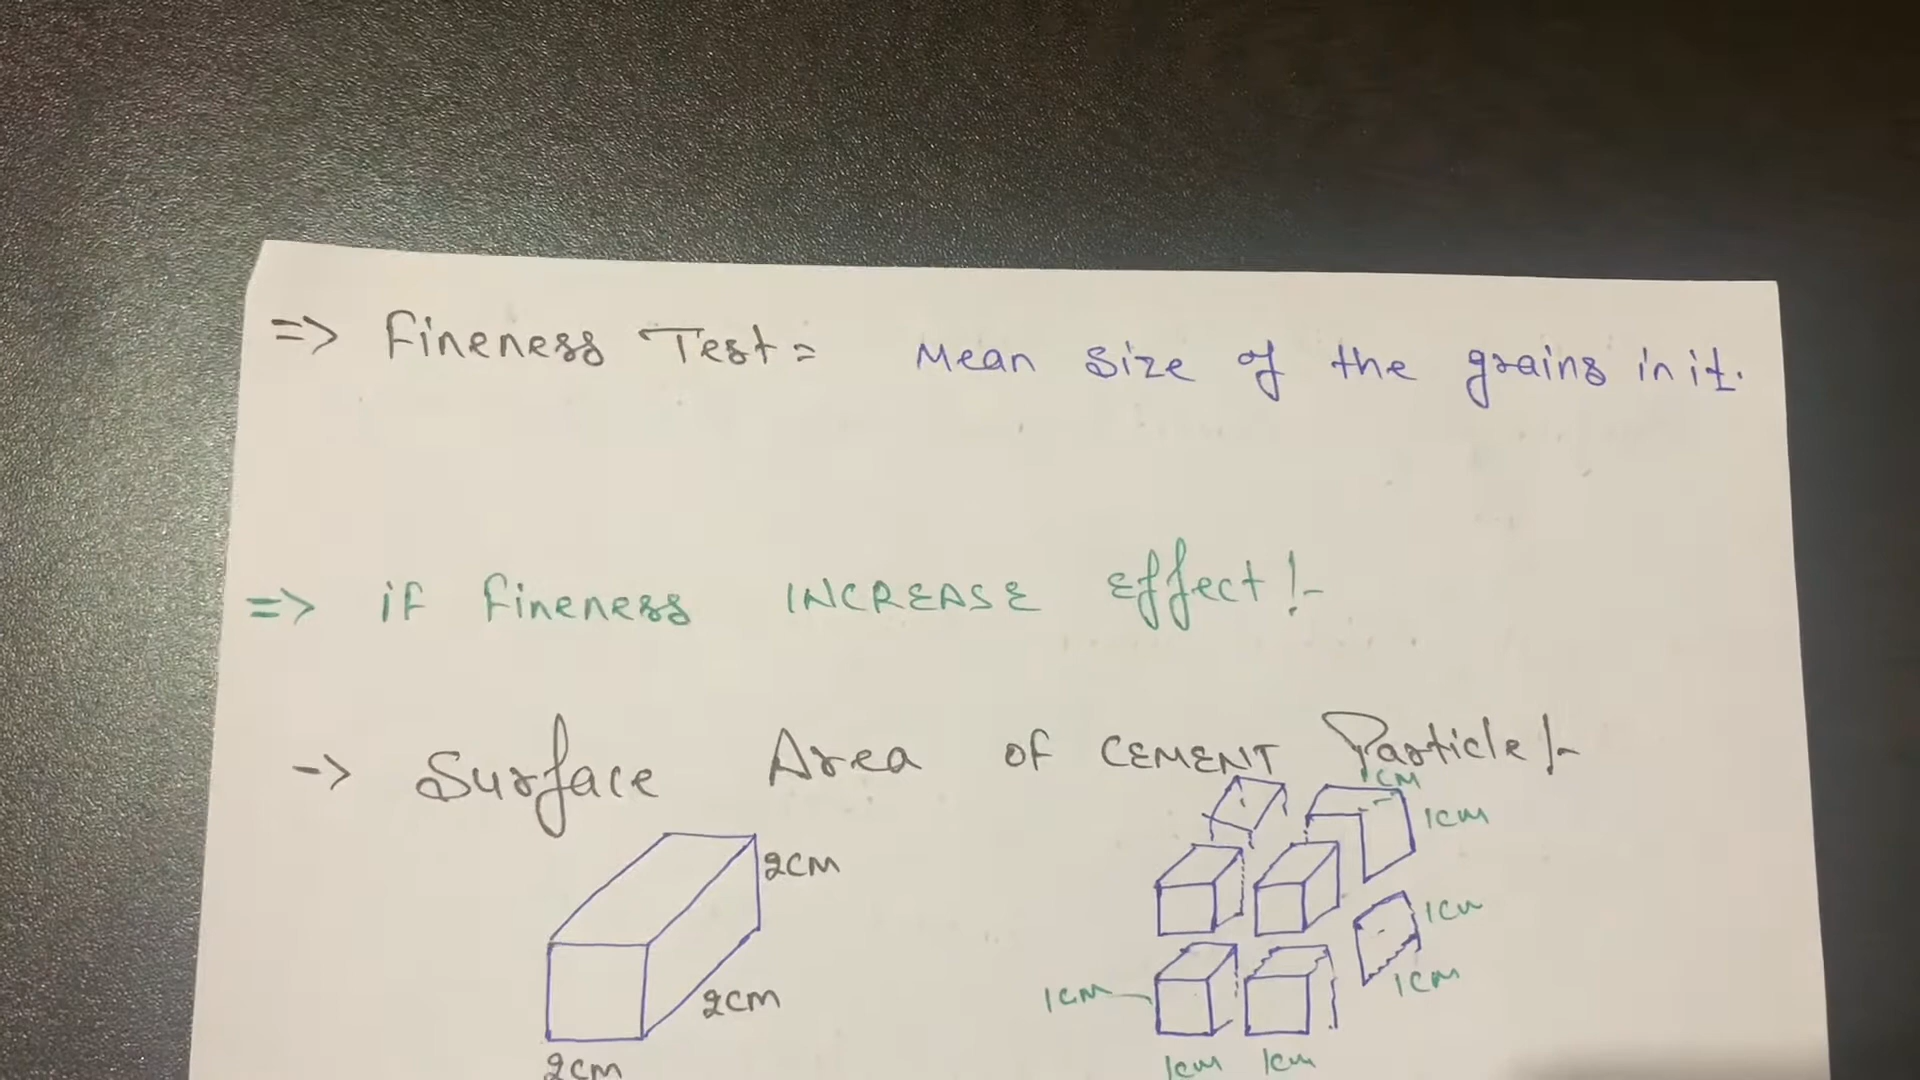 => Fineness Test = Mean Size of the grains in it.
=> if fineness INCREASE Effect !-
-> Surface Area of CEMENT Particle !-
1CM
1CM
2CM
1CM
1CM
1CM
2CM
2CM
1CM 1CM